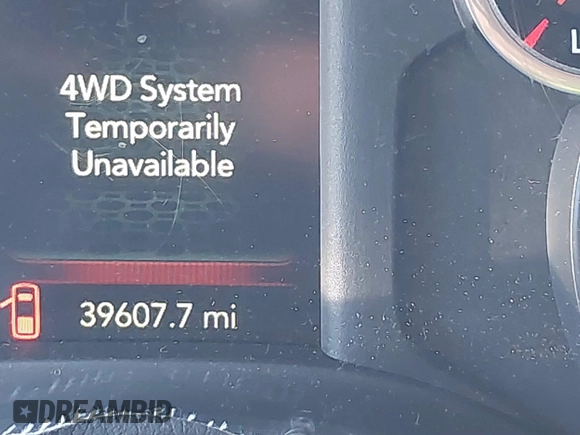 4WD System
Temporarily
Unavailable
L
39607.7 mi
DREAMBID